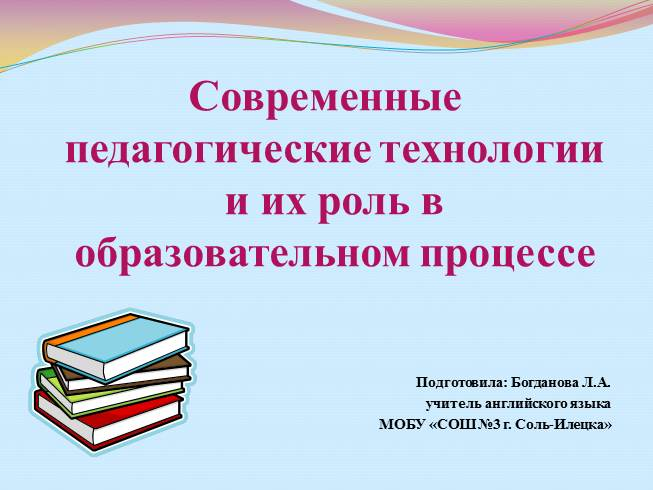 Современные
педагогические технологии
и их роль в
образовательном процессе
Подготовила: Богданова Л.А.
учитель английского языка
МОБУ «СОШ №3 г. Соль-Илецка»